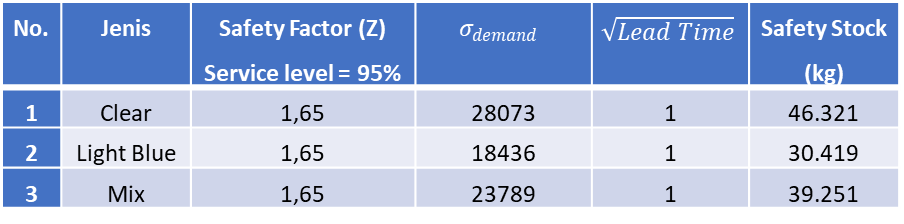 No. Jenis Safety Factor (Z) σdemand √Lead Time Safety Stock
Service level = 95% (kg)
1 Clear 1,65 28073 1 46.321
2 Light Blue 1,65 18436 1 30.419
3 Mix 1,65 23789 1 39.251